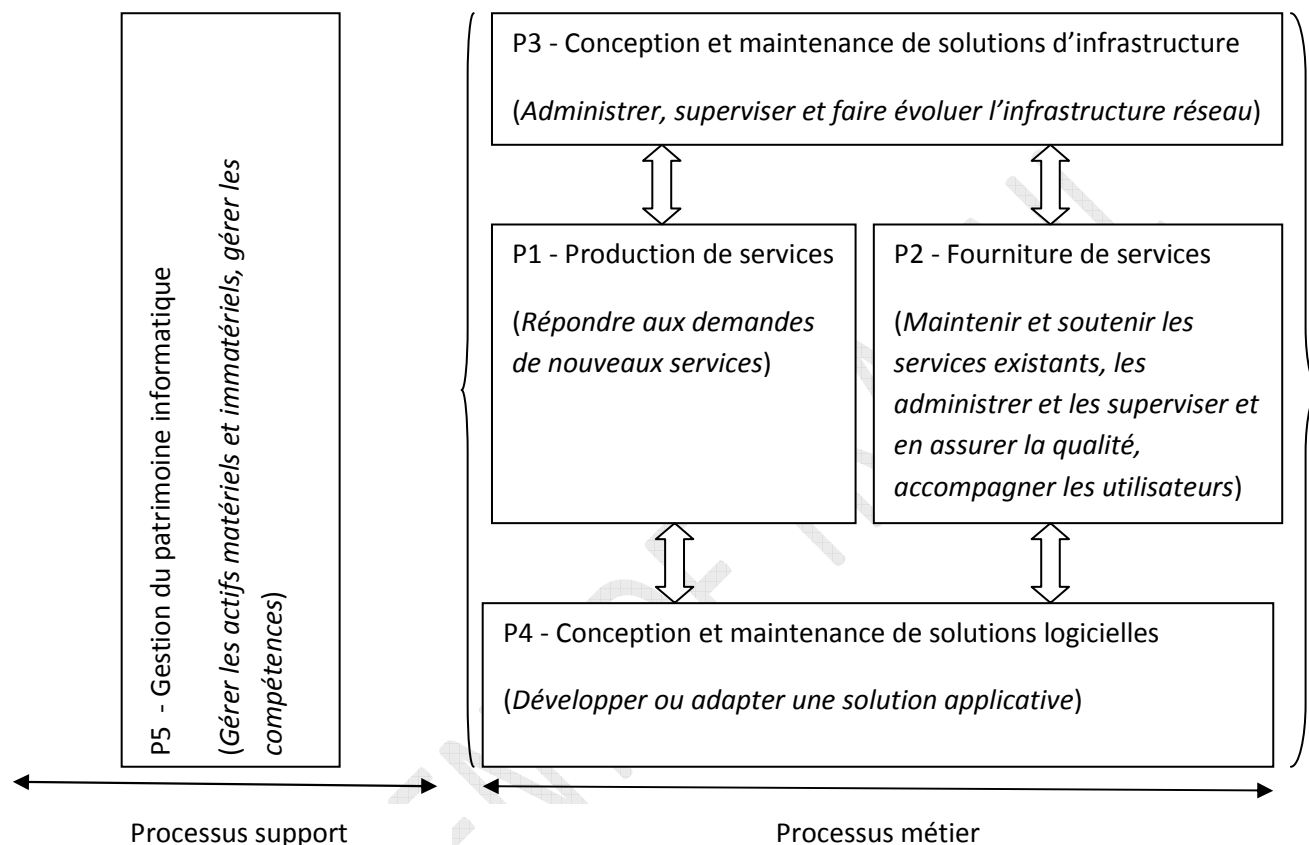 P5  - Gestion du patrimoine informatique
(Gérer les actifs matériels et immatériels, gérer les
compétences)
P3 - Conception et maintenance de solutions d’infrastructure
(Administrer, superviser et faire évoluer l’infrastructure réseau)
P1 - Production de services
(Répondre aux demandes
de nouveaux services)
P2 - Fourniture de services
(Maintenir et soutenir les
services existants, les
administrer et les superviser et
en assurer la qualité,
accompagner les utilisateurs)
P4 - Conception et maintenance de solutions logicielles
(Développer ou adapter une solution applicative)
Processus support
Processus métier